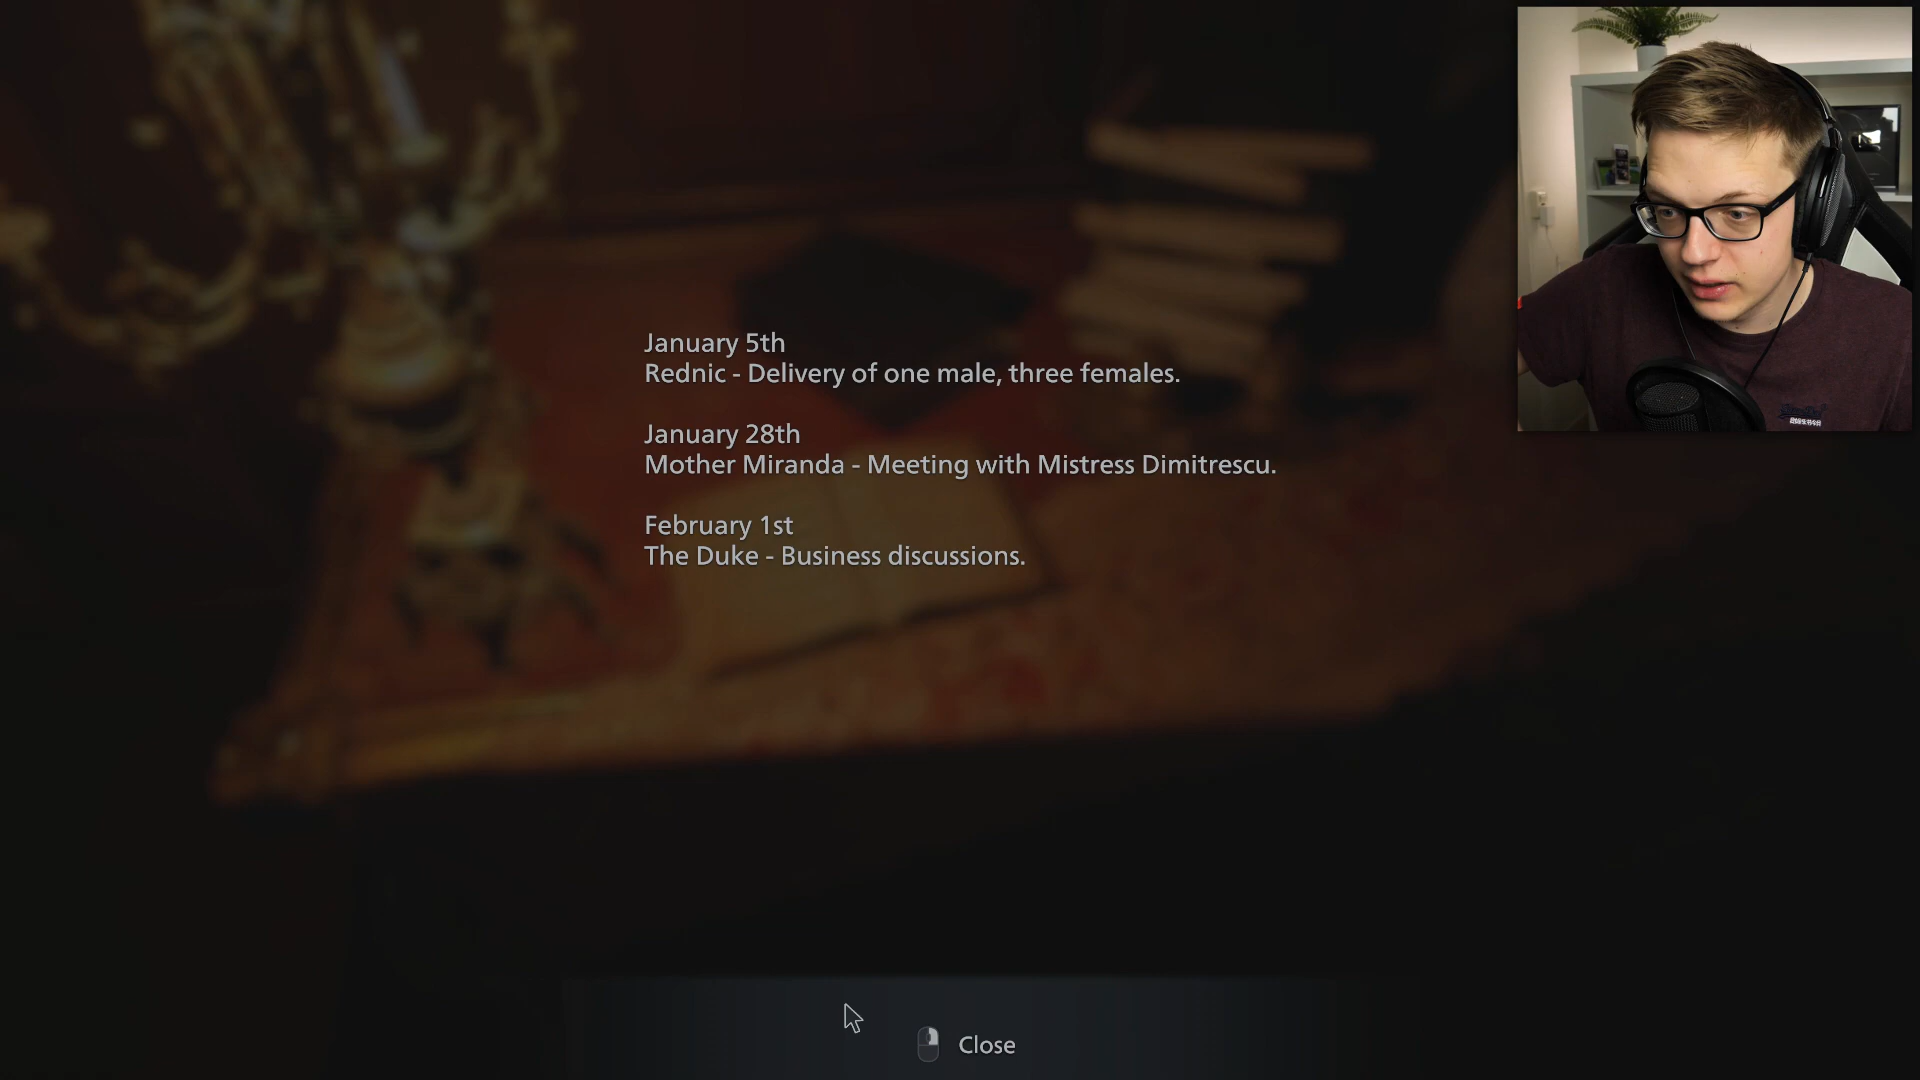 January 5th
Rednic - Delivery of one male, three females.
January 28th
Mother Miranda - Meeting with Mistress Dimitrescu.
February 1st
The Duke - Business discussions.
Close